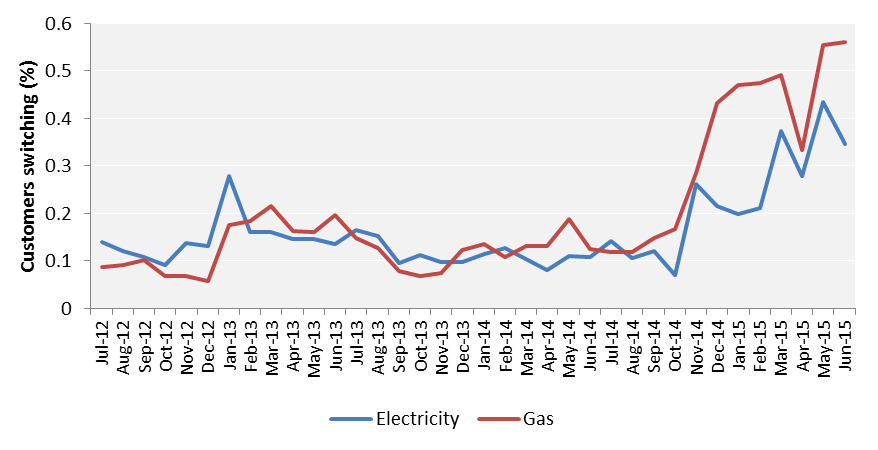 Customers switching (%)
0.6
0.5
0.4
0.3
0.2
0.1
0
Jul-12
Aug-12
Sep-12
Oct-12
Nov-12
Dec-12
Jan-13
Feb-13
Mar-13
Apr-13
May-13
Jun-13
Jul-13
Aug-13
Sep-13
Oct-13
Nov-13
Dec-13
Jan-14
Feb-14
Mar-14
Apr-14
May-14
Jun-14
Jul-14
Aug-14
Sep-14
Oct-14
Nov-14
Dec-14
Jan-15
Feb-15
Mar-15
Apr-15
May-15
Jun-15
Electricity
Gas